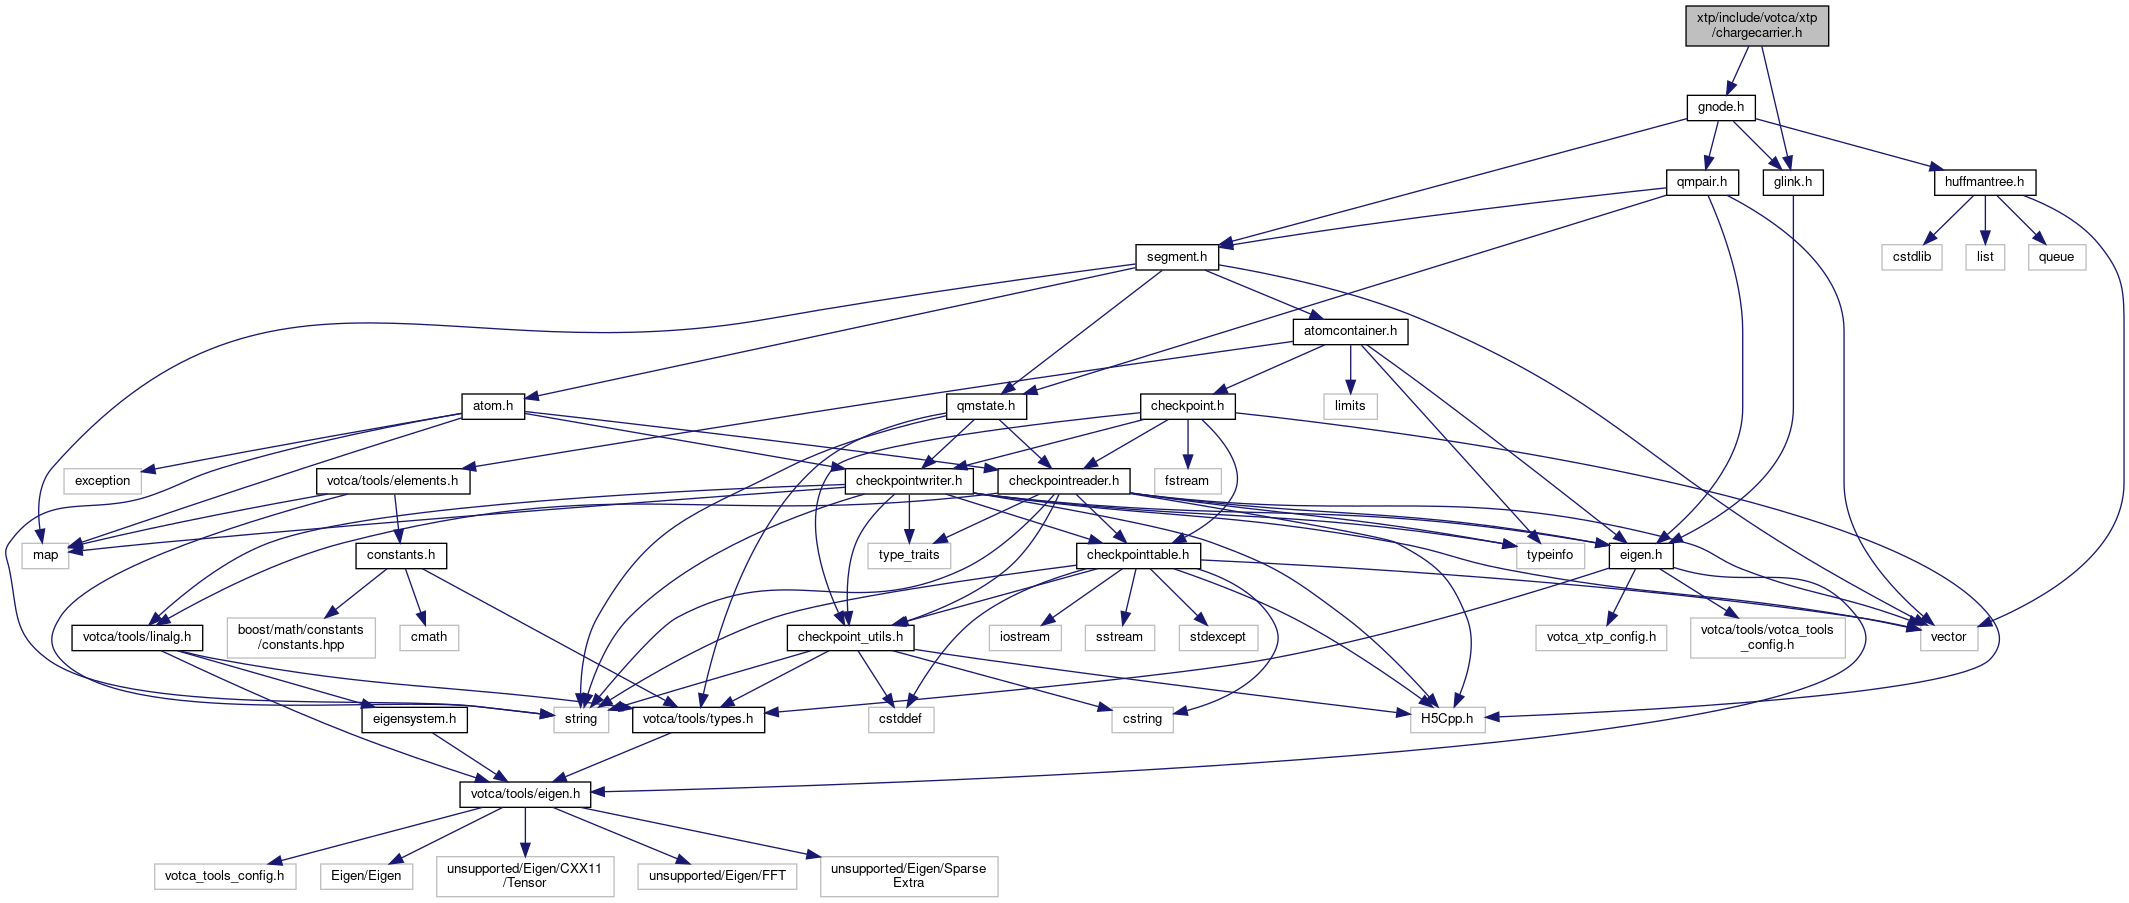 xtp/include/votca/xtp
/chargecarrier.h
gnode.h
qmpair.h
glink.h
huffmantree.h
segment.h
cstdlib
list
queue
atomcontainer.h
atom.h
qmstate.h
checkpoint.h
limits
exception
votca/tools/elements.h
checkpointwriter.h
checkpointreader.h
fstream
map
constants.h
type_traits
checkpointtable.h
typeinfo
eigen.h
boost/math/constants
/constants.hpp
cmath
votca/tools/linalg.h
checkpoint_utils.h
iostream
sstream
stdexcept
votca_xtp_config.h
votca/tools/votca_tools
_config.h
vector
eigensystem.h
string
votca/tools/types.h
cstddef
cstring
H5Cpp.h
votca/tools/eigen.h
votca_tools_config.h
Eigen/Eigen
unsupported/Eigen/CXX11
/Tensor
unsupported/Eigen/FFT
unsupported/Eigen/Sparse
Extra